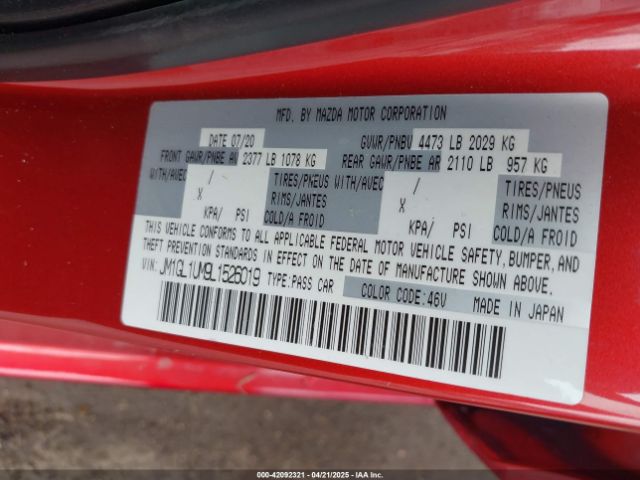 MFD. BY MAZDA MOTOR CORPORATION
DATE 07/20 GVWR/PNBV 4473 LB 2029 KG
FRONT GAWR/PNBE AV 2377 LB 1078 KG REAR GAWR/PNBE AR 2110 LB 957 KG
WITH/AVEC / TIRES/PNEUS WITH/AVEC / TIRES/PNEUS
X RIMS/JANTES X RIMS/JANTES
KPA/ PSI COLD/A FROID KPA/ PSI COLD/A FROID
THIS VEHICLE CONFORMS TO ALL APPLICABLE FEDERAL MOTOR VEHICLE SAFETY, BUMPER, AND
THEFT PREVENTION STANDARDS IN EFFECT ON THE DATE OF MANUFACTURE SHOWN ABOVE.
VIN: JM1GL1UM9L1526019 TYPE:PASS CAR COLOR CODE:46V MADE IN JAPAN
000-42092321 - 04/21/2025 - IAAI.com